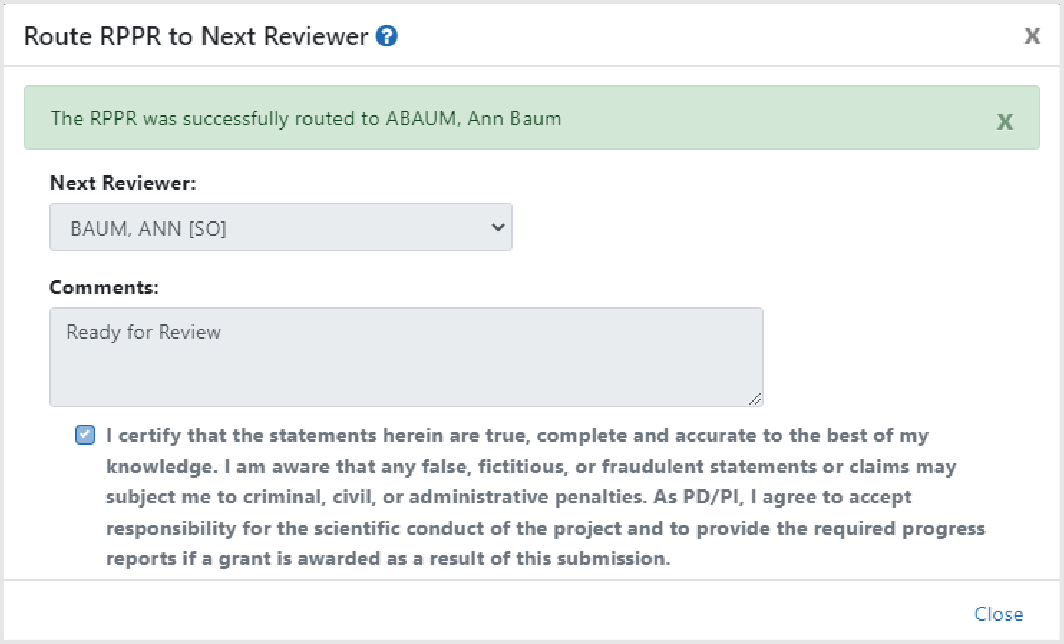 Route RPPR to Next Reviewer ?
X
The RPPR was successfully routed to ABAUM, Ann Baum
X
Next Reviewer:
BAUM, ANN [SO]
Comments:
Ready for Review
I certify that the statements herein are true, complete and accurate to the best of my
knowledge. I am aware that any false, fictitious, or fraudulent statements or claims may
subject me to criminal, civil, or administrative penalties. As PD/PI, I agree to accept
responsibility for the scientific conduct of the project and to provide the required progress
reports if a grant is awarded as a result of this submission.
Close